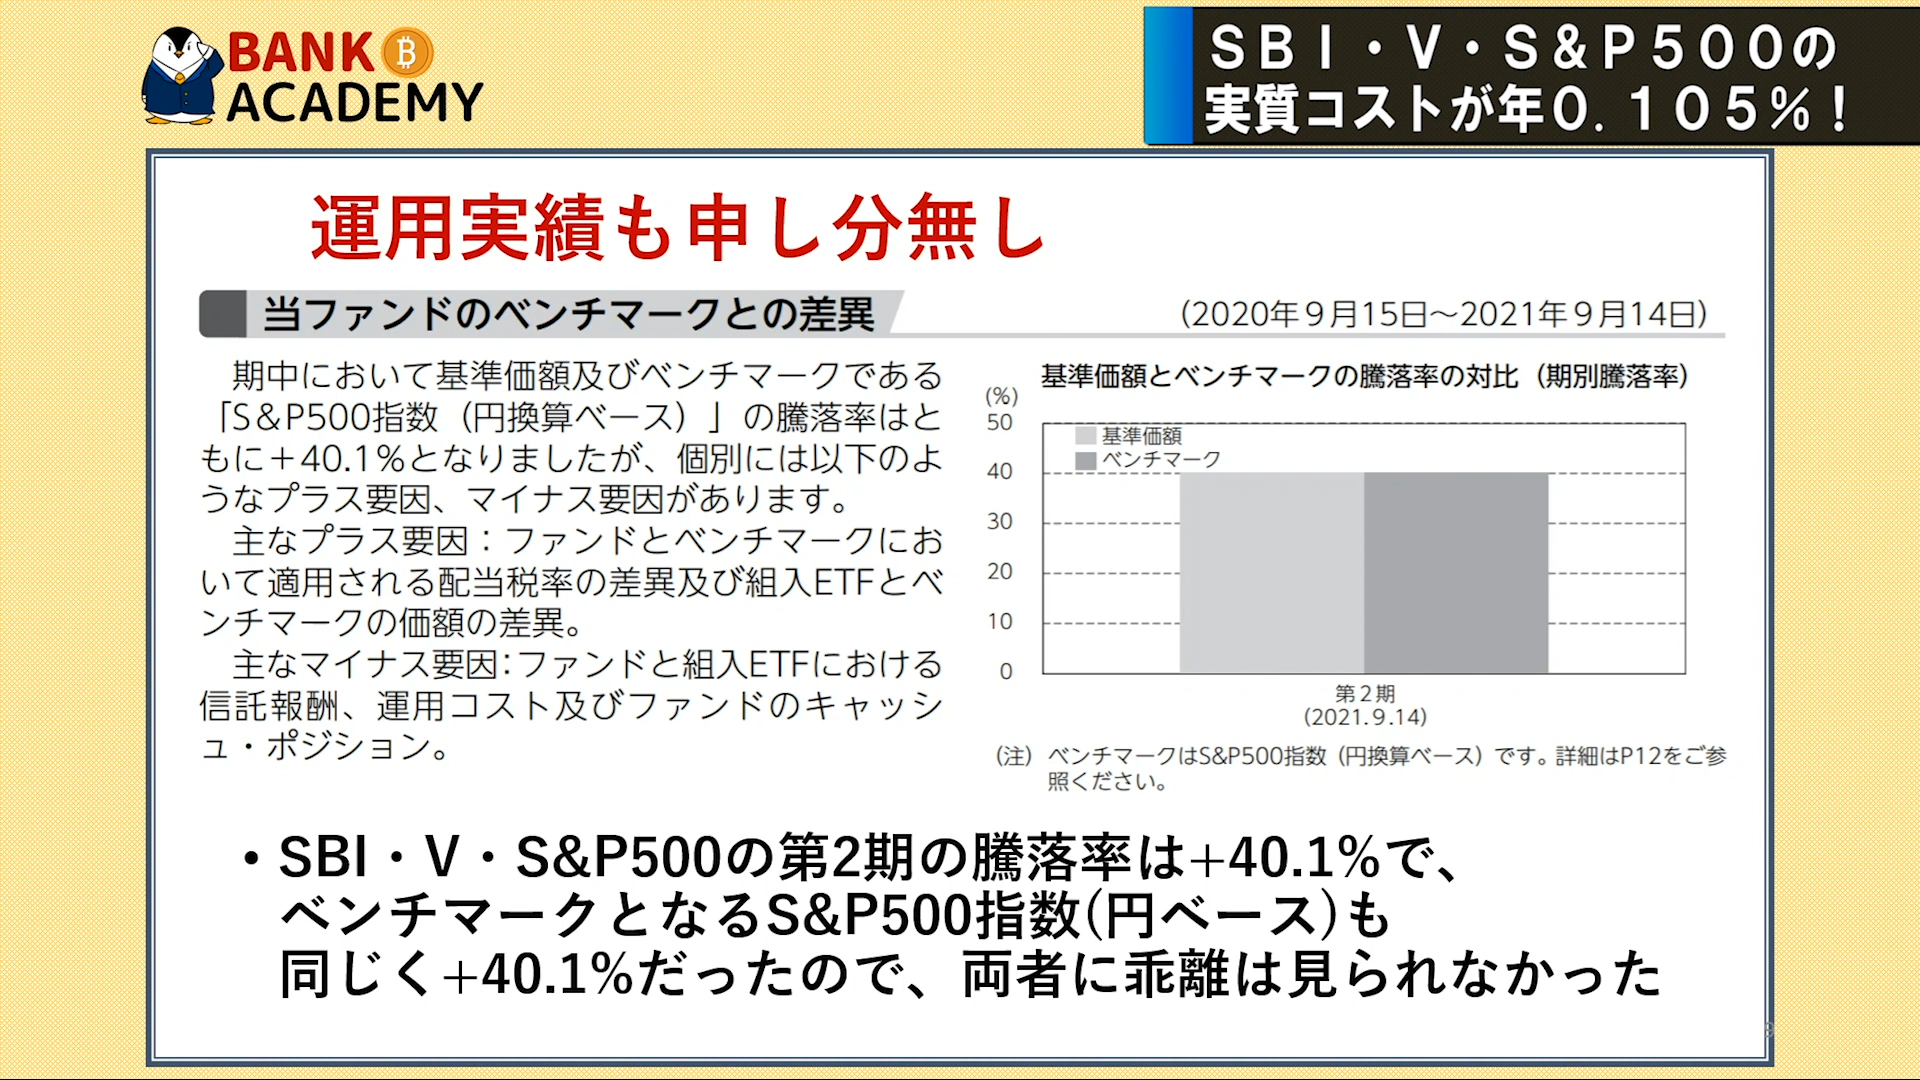 BANK
ACADEMY
SBI・V・S&P500の
実質コストが年0.105%!
運用実績も申し分無し
当ファンドのベンチマークとの差異
(2020年9月15日～2021年9月14日)
期中において基準価額及びベンチマークである
「S&P500指数（円換算ベース）」の騰落率はと
もに＋40.1％となりましたが、個別には以下のよ
うなプラス要因、マイナス要因があります。
主なプラス要因：ファンドとベンチマークにお
いて適用される配当税率の差異及び組入ETFとベ
ンチマークの価額の差異。
主なマイナス要因：ファンドと組入ETFにおける
信託報酬、運用コスト及びファンドのキャッシ
ュ・ポジション。
基準価額とベンチマークの騰落率の対比（期別騰落率）
(%)
50
40
30
20
10
0
基準価額
ベンチマーク
第2期
(2021.9.14)
(注) ベンチマークはS&P500指数（円換算ベース）です。詳細はP12をご参
照ください。
・SBI・V・S&P500の第2期の騰落率は+40.1%で、
ベンチマークとなるS&P500指数(円ベース)も
同じく+40.1%だったので、両者に乖離は見られなかった